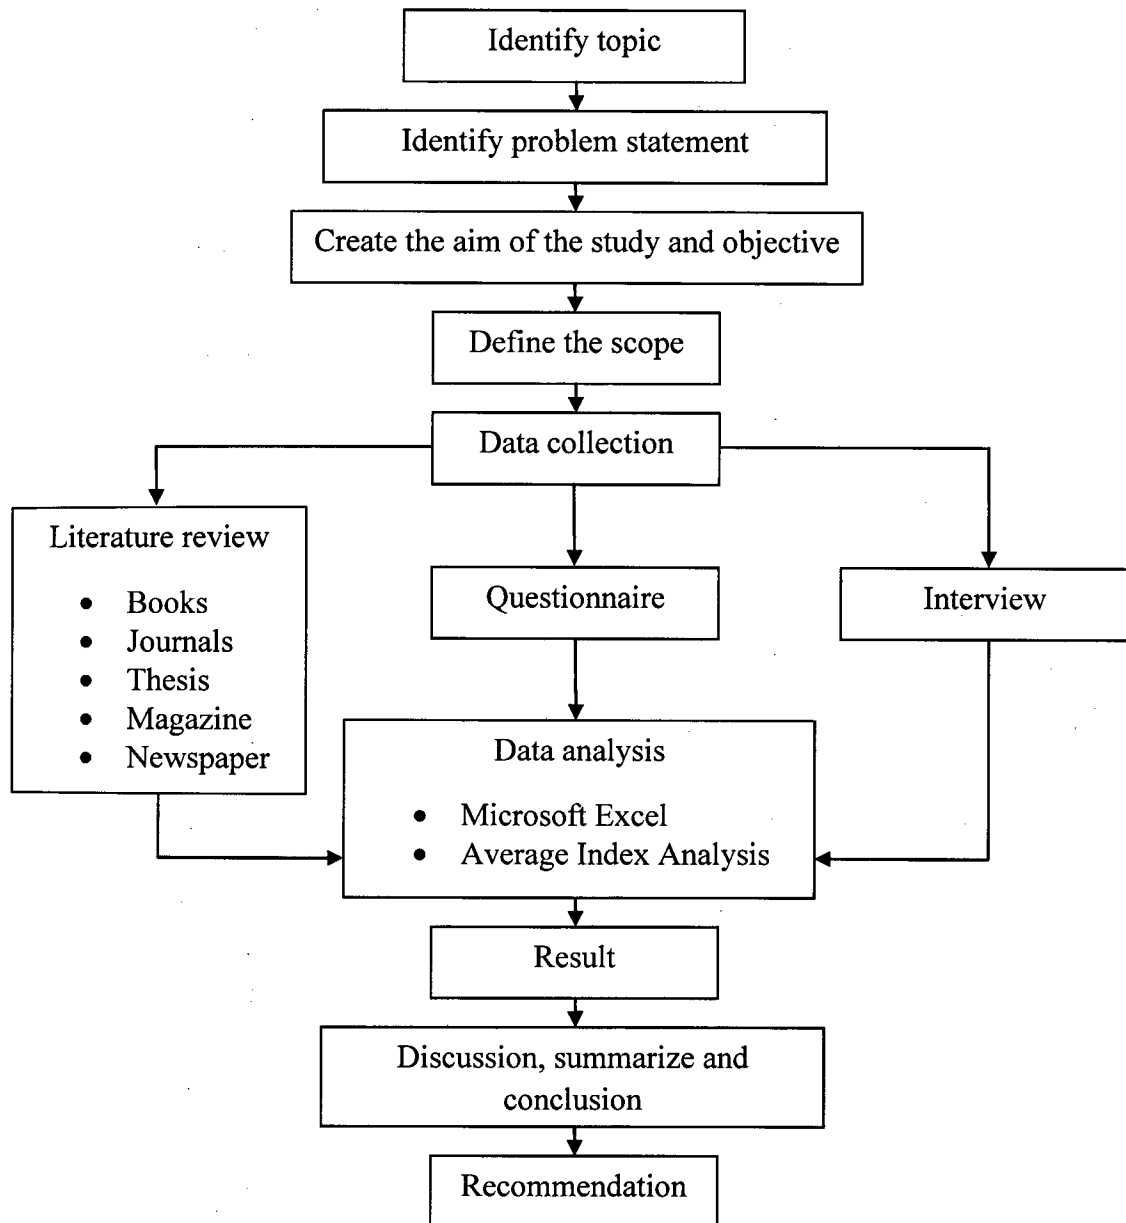 Identify topic
Identify problem statement
Create the aim of the study and objective
Define the scope
Data collection
Literature review
• Books
• Journals
• Thesis
• Magazine
• Newspaper
Questionnaire
Interview
Data analysis
• Microsoft Excel
• Average Index Analysis
Result
Discussion, summarize and
conclusion
Recommendation